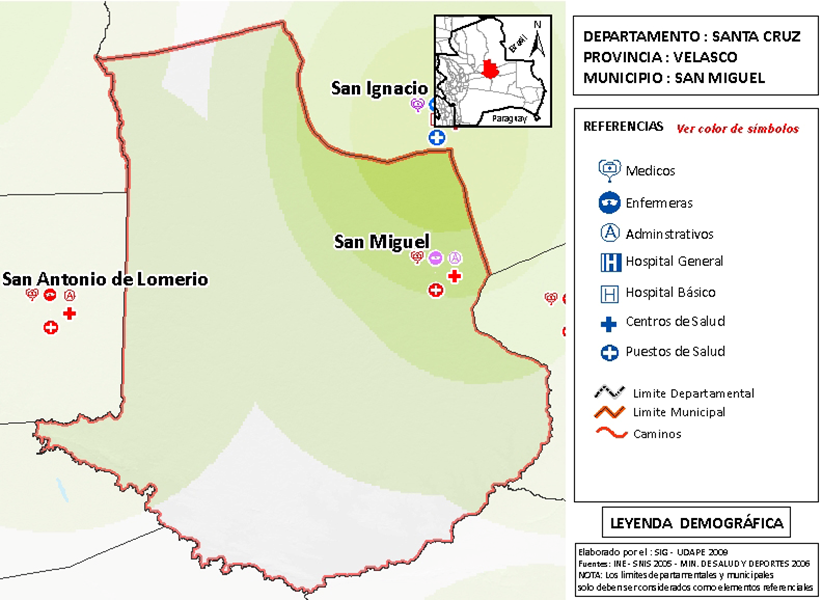 San Ignacio
N
Brasil
Paraguay
San Miguel
A
San Antonio de Lomerio
A
DEPARTAMENTO : SANTA CRUZ
PROVINCIA : VELASCO
MUNICIPIO : SAN MIGUEL
REFERENCIAS Ver color de símbolos
Medicos
Enfermeras
A Adminstrativos
H Hospital General
H Hospital Básico
Centros de Salud
Puestos de Salud
Limite Departamental
Limite Municipal
Caminos
LEYENDA DEMOGRÁFICA
Elaborado por el : SIG - UDAPE 2009
Fuentes: INE - SNIS 2005 - MIN. DE SALUD Y DEPORTES 2006
NOTA: Los límites departamentales y municipales
solo deben ser considerados como elementos referenciales